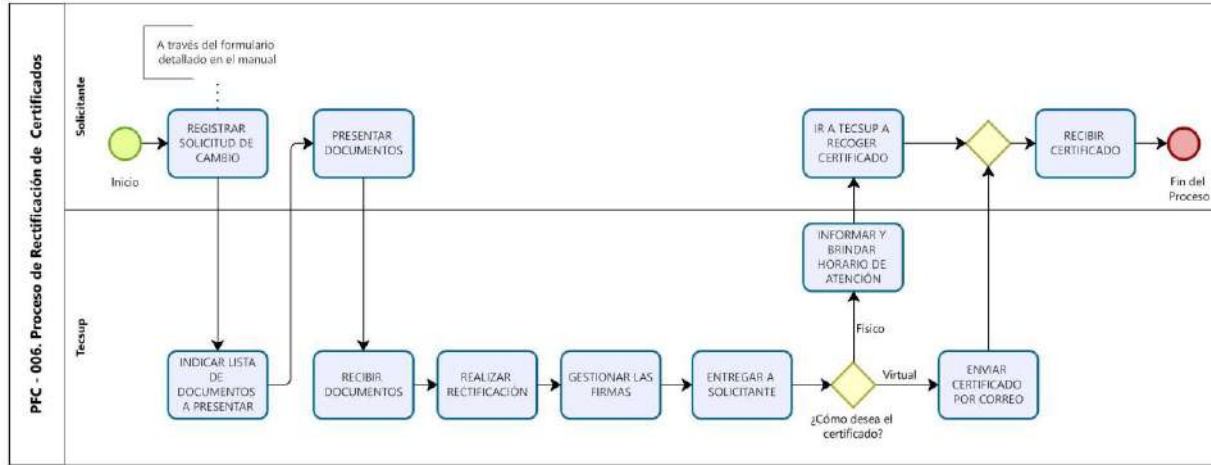 PFC - 006. Proceso de Rectificación de Certificados
Solicitante
A través del formulario
detallado en el manual
Inicio
REGISTRAR
SOLICITUD DE
CAMBIO
PRESENTAR
DOCUMENTOS
IR A TECSUP A
RECOGER
CERTIFICADO
RECIBIR
CERTIFICADO
Fin del
Proceso
Tecsup
INFORMAR Y
BRINDAR
HORARIO DE
ATENCIÓN
INDICAR LISTA
DE
DOCUMENTOS
A PRESENTAR
RECIBIR
DOCUMENTOS
REALIZAR
RECTIFICACIÓN
GESTIONAR LAS
FIRMAS
ENTREGAR A
SOLICITANTE
Físico
Virtual
¿Cómo desea el
certificado?
ENVIAR
CERTIFICADO
POR CORREO